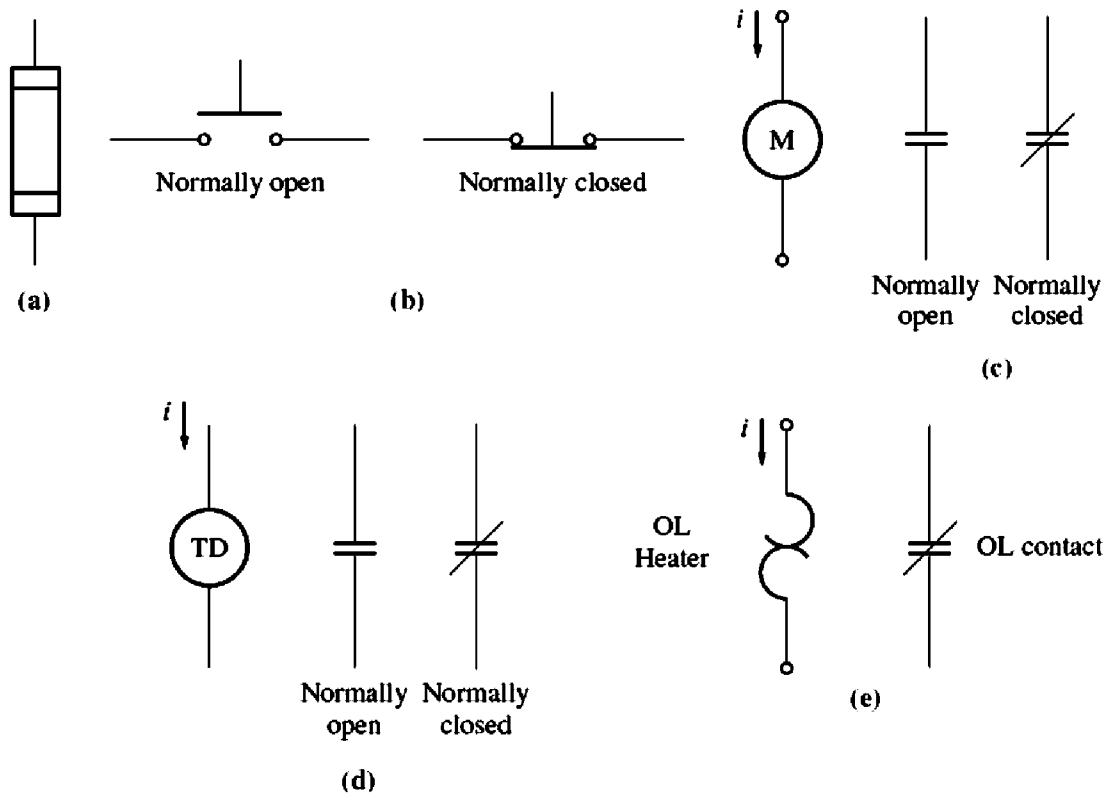 i
M
Normally open
Normally closed
Normally
open
Normally
closed
(a)
(b)
(c)
i
TD
Normally
open
Normally
closed
(d)
i
OL
Heater
OL contact
(e)